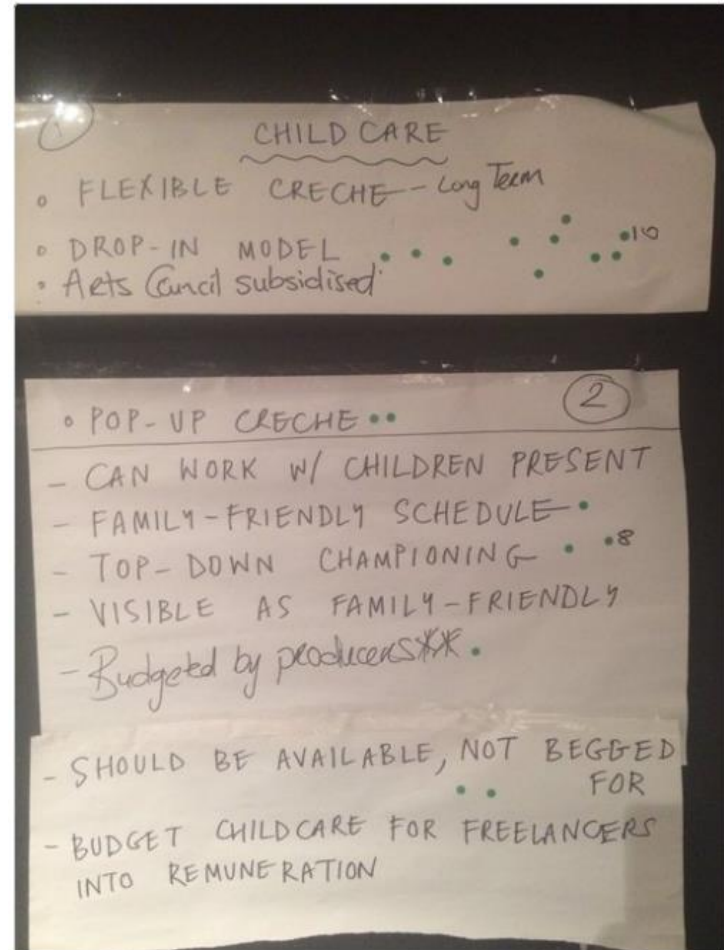 1
CHILD CARE
◦ FLEXIBLE CRECHE - Long Term
◦ DROP-IN MODEL
10
• Arts Council subsidised
2
◦ POP-UP CRECHE
- CAN WORK W/ CHILDREN PRESENT
- FAMILY-FRIENDLY SCHEDULE
- TOP-DOWN CHAMPIONING
8
- VISIBLE AS FAMILY-FRIENDLY
- Budgeted by producers**
- SHOULD BE AVAILABLE, NOT BEGGED
FOR
- BUDGET CHILDCARE FOR FREELANCERS
INTO REMUNERATION